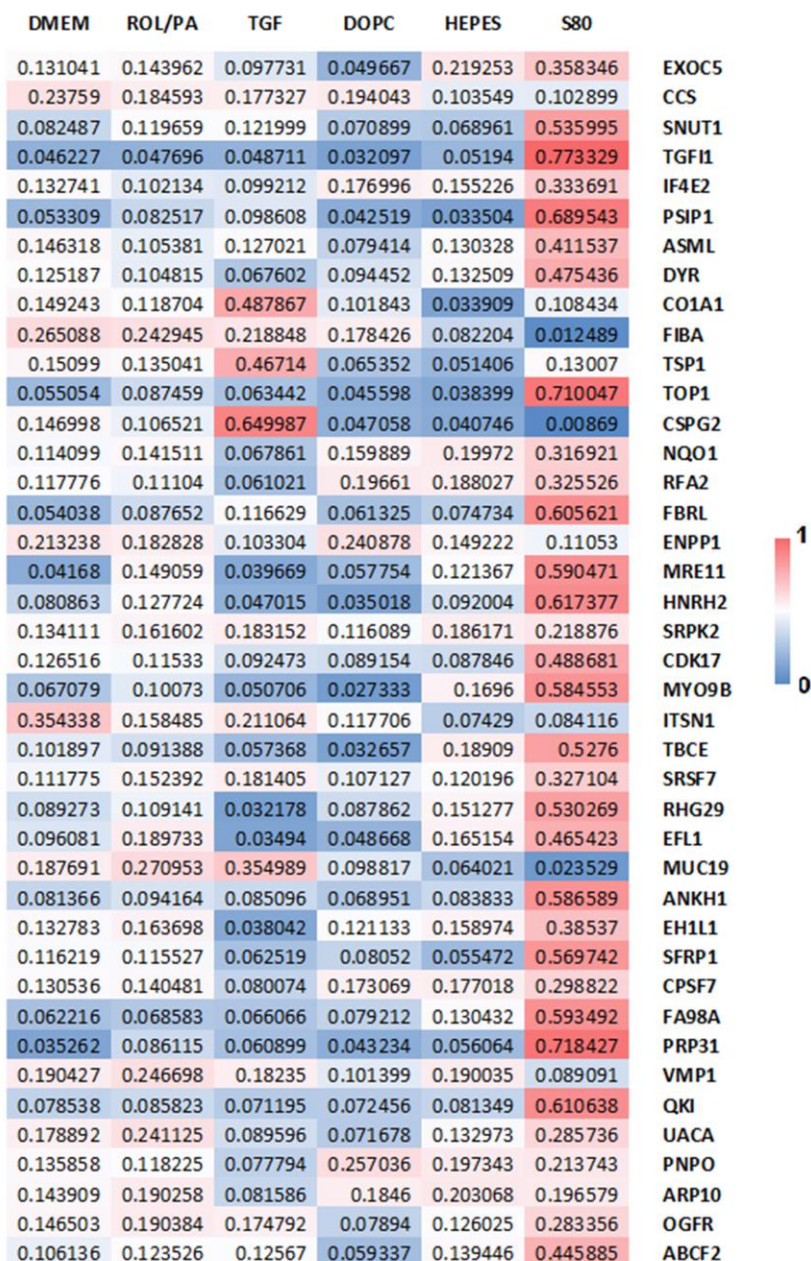 DMEM ROL/PA TGF DOPC HEPES S80
0.131041 0.143962 0.097731 0.049667 0.219253 0.358346 EXOC5
0.23759 0.184593 0.177327 0.194043 0.103549 0.102899 CCS
0.082487 0.119659 0.121999 0.070899 0.068961 0.535995 SNUT1
0.046227 0.047696 0.048711 0.032097 0.05194 0.773329 TGFI1
0.132741 0.102134 0.099212 0.176996 0.155226 0.333691 IF4E2
0.053309 0.082517 0.098608 0.042519 0.033504 0.689543 PSIP1
0.146318 0.105381 0.127021 0.079414 0.130328 0.411537 ASML
0.125187 0.104815 0.067602 0.094452 0.132509 0.475436 DYR
0.149243 0.118704 0.487867 0.101843 0.033909 0.108434 CO1A1
0.265088 0.242945 0.218848 0.178426 0.082204 0.012489 FIBA
0.15099 0.135041 0.46714 0.065352 0.051406 0.13007 TSP1
0.055054 0.087459 0.063442 0.045598 0.038399 0.710047 TOP1
0.146998 0.106521 0.649987 0.047058 0.040746 0.00869 CSPG2
0.114099 0.141511 0.067861 0.159889 0.19972 0.316921 NQO1
0.117776 0.11104 0.061021 0.19661 0.188027 0.325526 RFA2
0.054038 0.087652 0.116629 0.061325 0.074734 0.605621 FBRL
0.213238 0.182828 0.103304 0.240878 0.149222 0.11053 ENPP1
0.04168 0.149059 0.039669 0.057754 0.121367 0.590471 MRE11
0.080863 0.127724 0.047015 0.035018 0.092004 0.617377 HNRH2
0.134111 0.161602 0.183152 0.116089 0.186171 0.218876 SRPK2
0.126516 0.11533 0.092473 0.089154 0.087846 0.488681 CDK17
0.067079 0.10073 0.050706 0.027333 0.1696 0.584553 MYO9B
0.354338 0.158485 0.211064 0.117706 0.07429 0.084116 ITSN1
0.101897 0.091388 0.057368 0.032657 0.18909 0.5276 TBCE
0.111775 0.152392 0.181405 0.107127 0.120196 0.327104 SRSF7
0.089273 0.109141 0.032178 0.087862 0.151277 0.530269 RHG29
0.096081 0.189733 0.03494 0.048668 0.165154 0.465423 EFL1
0.187691 0.270953 0.354989 0.098817 0.064021 0.023529 MUC19
0.081366 0.094164 0.085096 0.068951 0.083833 0.586589 ANKH1
0.132783 0.163698 0.038042 0.121133 0.158974 0.38537 EH1L1
0.116219 0.115527 0.062519 0.08052 0.055472 0.569742 SFRP1
0.130536 0.140481 0.080074 0.173069 0.177018 0.298822 CPSF7
0.062216 0.068583 0.066066 0.079212 0.130432 0.593492 FA98A
0.035262 0.086115 0.060899 0.043234 0.056064 0.718427 PRP31
0.190427 0.246698 0.18235 0.101399 0.190035 0.089091 VMP1
0.078538 0.085823 0.071195 0.072456 0.081349 0.610638 QKI
0.178892 0.241125 0.089596 0.071678 0.132973 0.285736 UACA
0.135858 0.118225 0.077794 0.257036 0.197343 0.213743 PNPO
0.143909 0.190258 0.081586 0.1846 0.203068 0.196579 ARP10
0.146503 0.190384 0.174792 0.07894 0.126025 0.283356 OGFR
0.106136 0.123526 0.12567 0.059337 0.139446 0.445885 ABCF2
1
0